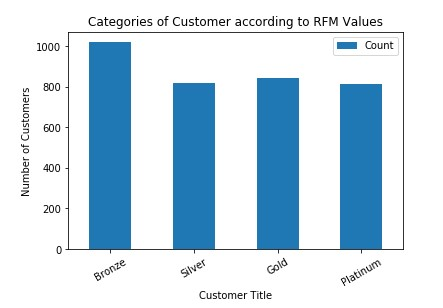 Categories of Customer according to RFM Values
Count
Number of Customers
1000
800
600
400
200
0
Bronze
Silver
Gold
Platinum
Customer Title